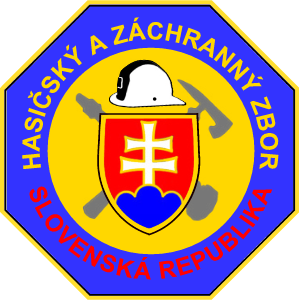 HASIČSKÝ A ZÁCHRANNÝ ZBOR
SLOVENSKÁ REPUBLIKA